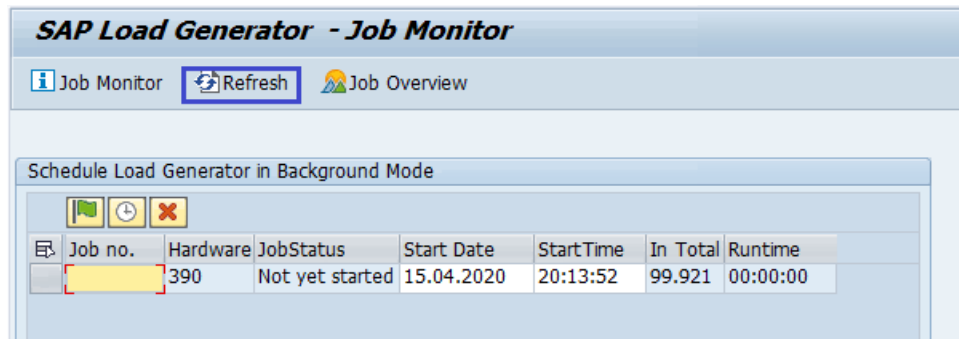 SAP Load Generator - Job Monitor
Job Monitor Refresh Job Overview
Schedule Load Generator in Background Mode
Job no. Hardware JobStatus Start Date StartTime In Total Runtime
390 Not yet started 15.04.2020 20:13:52 99.921 00:00:00